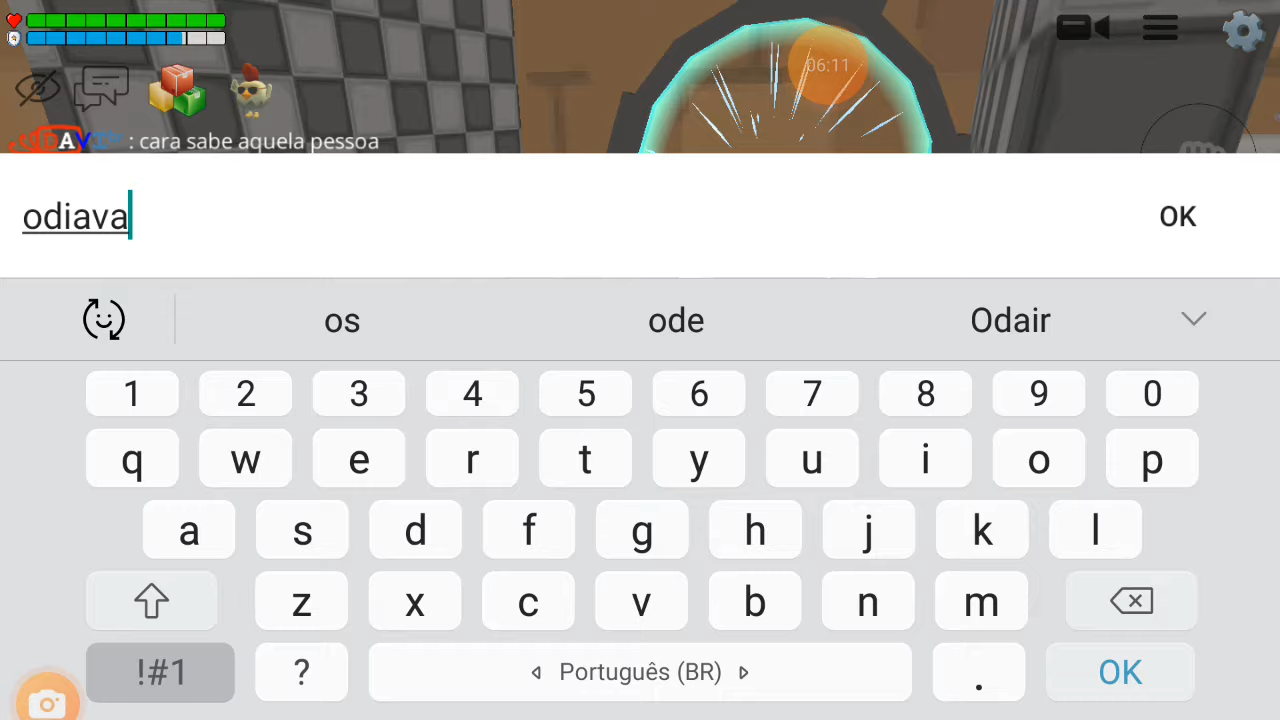 06:11
: cara sabe aquela pessoa
odiava
OK
os ode Odair
1 2 3 4 5 6 7 8 9 0
q w e r t y u i o p
a s d f g h j k l
z x c v b n m
!#1 ? Português (BR) . OK